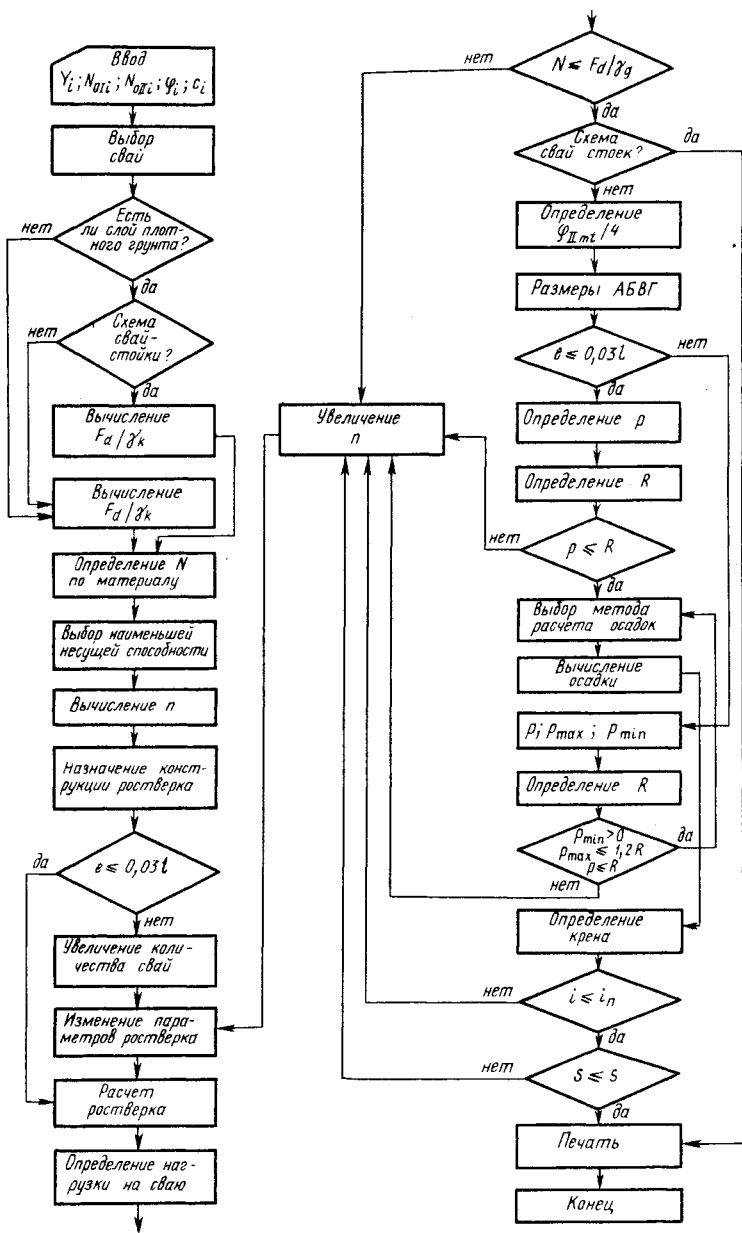 Ввод
Yi; NoIi; NoIIi; φi; ci
Выбор
свай
Есть
ли слой плот-
ного грунта?
нет
да
Схема
свай-
стойки?
нет
да
Вычисление
Fd/γk
Вычисление
Fd/γk
Определение N
по материалу
Выбор наименьшей
несущей способности
Вычисление n
Назначение конст-
рукции ростверка
да
e ≤ 0,03l
нет
Увеличение коли-
чества свай
Изменение пара-
метров ростверка
Расчет
ростверка
Определение наг-
рузки на сваю
Увеличение
n
нет
N ≤ Fd/γg
да
Схема
свай стоек?
да
нет
Определение
φIImt/4
Размеры АБВГ
e ≤ 0,03l
нет
да
Определение p
Определение R
нет
p ≤ R
да
Выбор метода
расчета осадок
Вычисление
осадки
P; Pmax; Pmin
Определение R
Pmin>0
Pmax ≤ 1,2R
p ≤ R
да
нет
Определение
крена
нет
i ≤ in
да
нет
S ≤ S
да
Печать
Конец